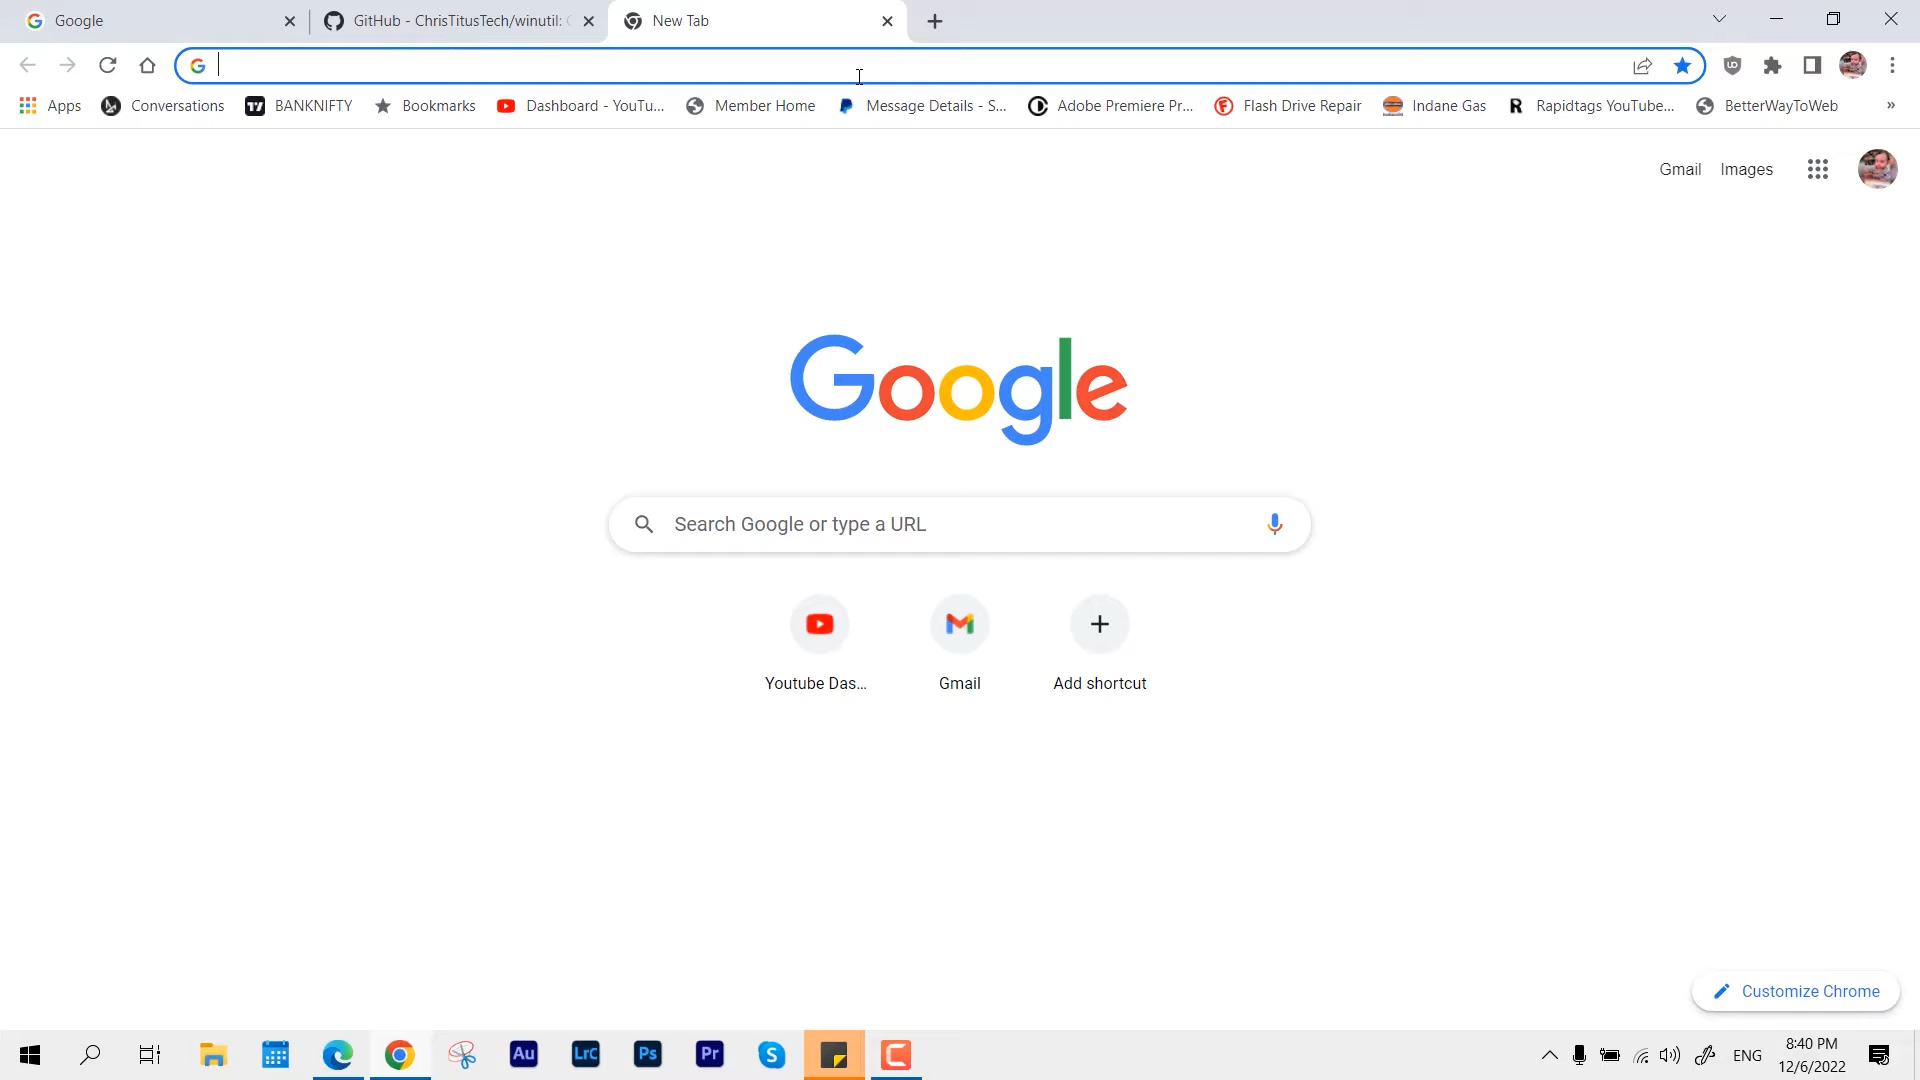 Google
GitHub - ChrisTitusTech/winutil: C
New Tab
Apps
Conversations
BANKNIFTY
Bookmarks
Dashboard - YouTu...
Member Home
Message Details - S...
Adobe Premiere Pr...
Flash Drive Repair
Indane Gas
Rapidtags YouTube...
BetterWayToWeb
»
Gmail
Images
Google
Search Google or type a URL
Youtube Das...
Gmail
Add shortcut
Customize Chrome
Au
LrC
Ps
Pr
ENG
8:40 PM
12/6/2022